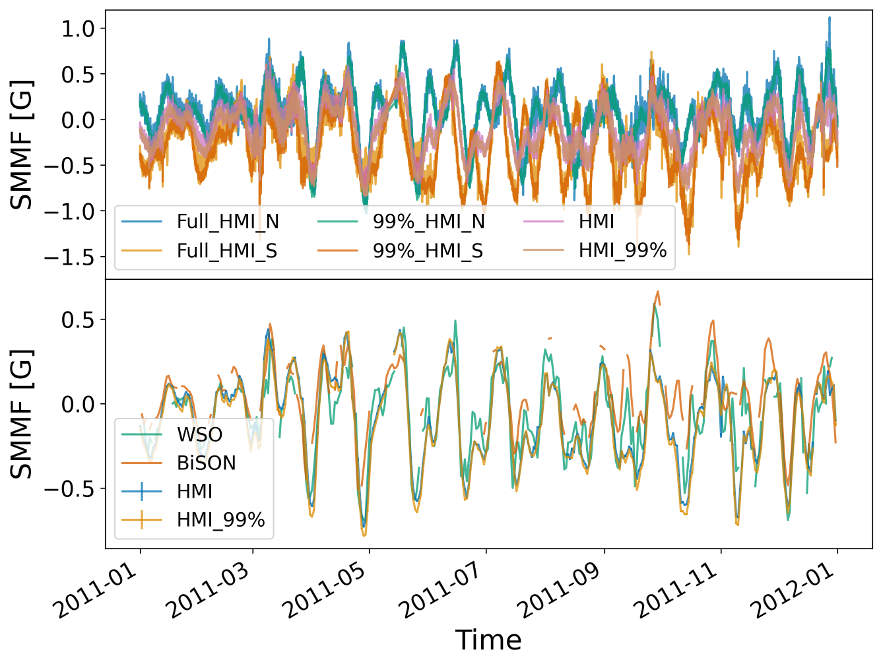 1.0
0.5
0.0
−0.5
−1.0
−1.5
SMMF [G]
Full_HMI_N 99%_HMI_N HMI
Full_HMI_S 99%_HMI_S HMI_99%
0.5
0.0
−0.5
SMMF [G]
WSO
BiSON
HMI
HMI_99%
2011-01 2011-03 2011-05 2011-07 2011-09 2011-11 2012-01
Time